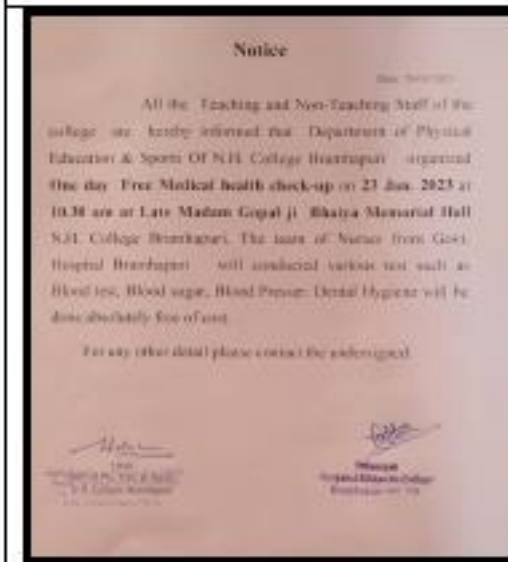 Notice
All the Teaching and Non-Teaching Staff of the
college are hereby informed that Department of Physical
Education & Sports Of N.H. College Bramhapuri organized
One day Free Medical health check-up on 23 Jan. 2023 at
10.30 am at Late Madam Gopal ji Bhaiya Memorial Hall
N.H. College Bramhapuri. The team of Nurses from Govt.
Hospital Bramhapuri will conducted various test such as
Blood test, Blood sugar, Blood Presser, Dental Hygiene will be
done absolutely free of cost.
For any other detail please contact the undersigned